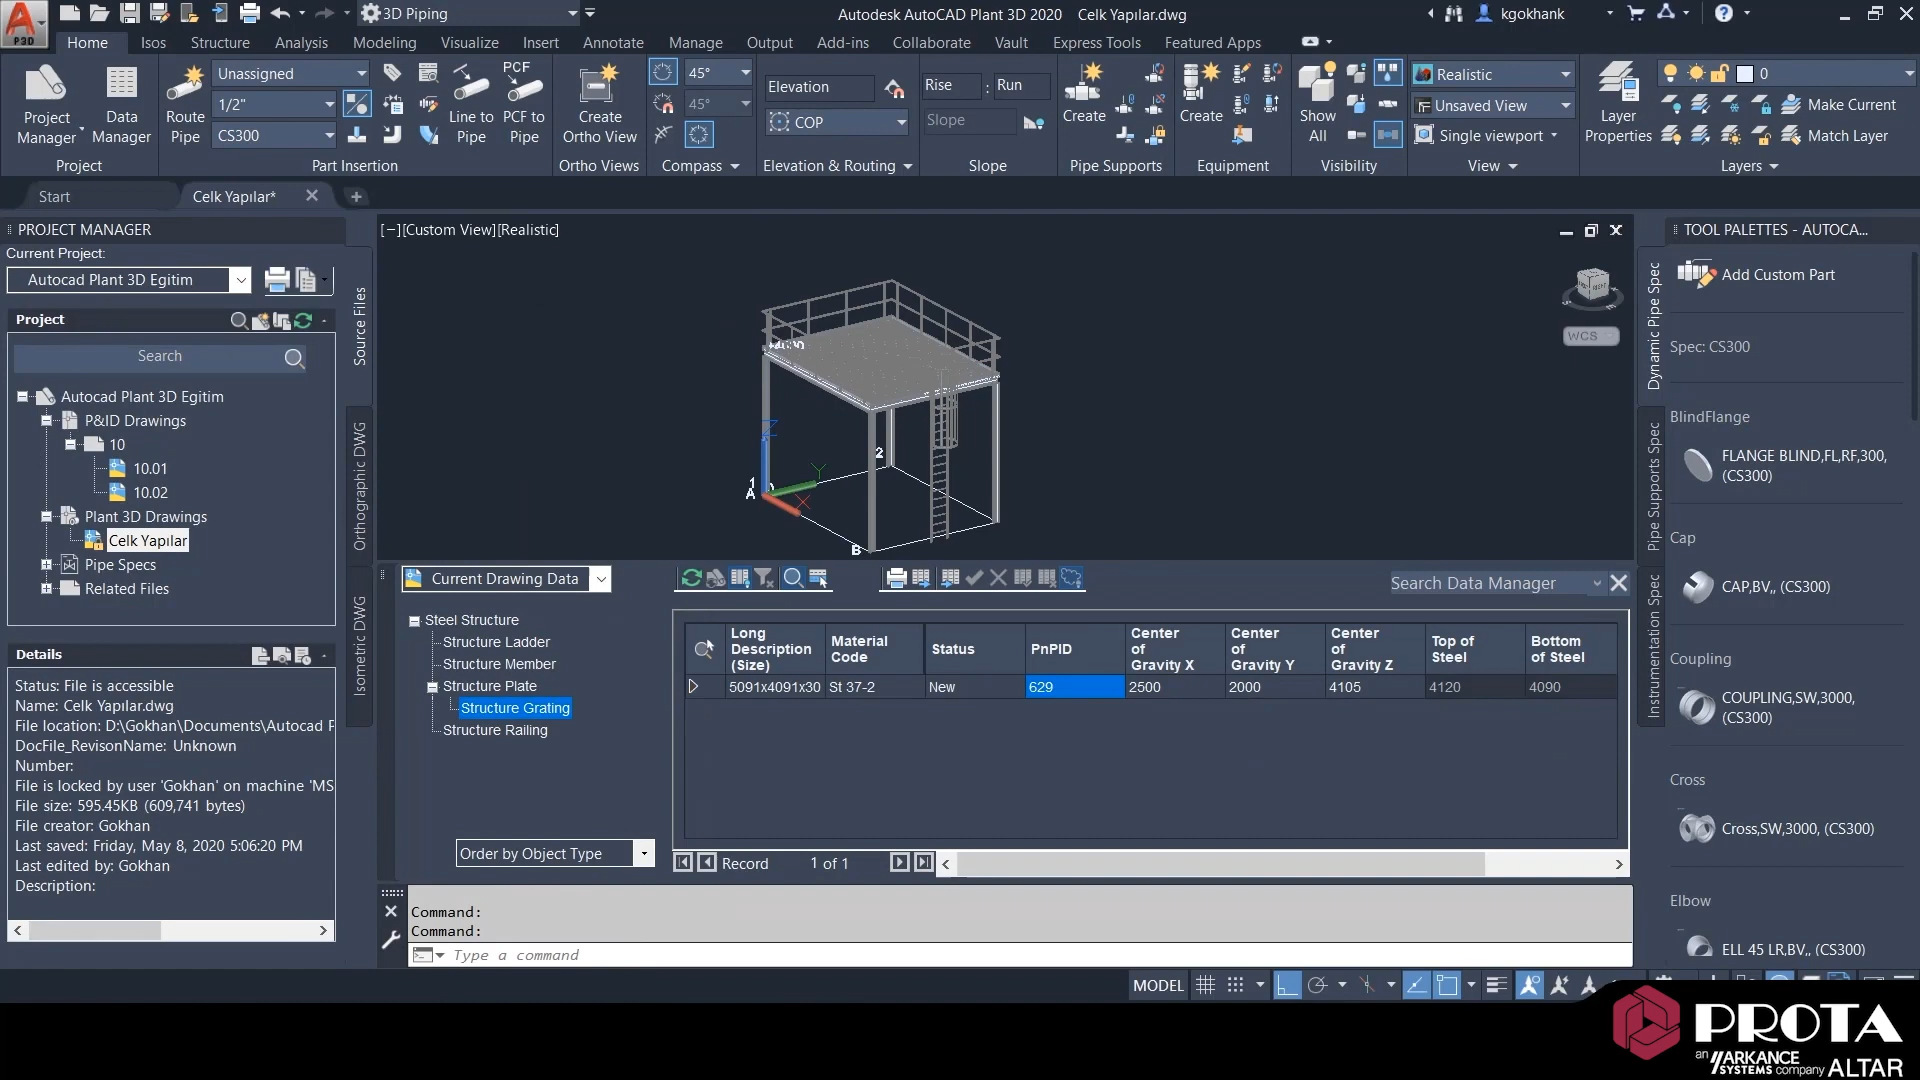 P3D
3D Piping
Autodesk AutoCAD Plant 3D 2020 Celk Yapılar.dwg
kgokhank
Home Isos Structure Analysis Modeling Visualize Insert Annotate Manage Output Add-ins Collaborate Vault Express Tools Featured Apps
Project Manager
Data Manager
Project
Route Pipe
Unassigned
1/2"
CS300
Line to Pipe
PCF
PCF to Pipe
Part Insertion
Create Ortho View
Ortho Views
45°
45°
Compass
Elevation
COP
Elevation & Routing
Rise : Run
Slope
Slope
Create
Pipe Supports
Create
Equipment
Show All
Visibility
Realistic
Unsaved View
Single viewport
View
Layer Properties
0
Make Current
Match Layer
Layers
Start
Celk Yapılar*
PROJECT MANAGER
Current Project:
Autocad Plant 3D Egitim
Project
Search
Autocad Plant 3D Egitim
P&ID Drawings
10
10.01
10.02
Plant 3D Drawings
Celk Yapılar
Pipe Specs
Related Files
Source Files
Orthographic DWG
Isometric DWG
Details
Status: File is accessible
Name: Celk Yapılar.dwg
File location: D:\Gokhan\Documents\Autocad P
DocFile_RevisonName: Unknown
Number:
File is locked by user 'Gokhan' on machine 'MS
File size: 595.45KB (609,741 bytes)
File creator: Gokhan
Last saved: Friday, May 8, 2020 5:06:20 PM
Last edited by: Gokhan
Description:
[−][Custom View][Realistic]
WCS
Z
Y
X
1
A
2
B
Current Drawing Data
Search Data Manager
Steel Structure
Structure Ladder
Structure Member
Structure Plate
Structure Grating
Structure Railing
Order by Object Type
Long Description (Size) Material Code Status PnPID Center of Gravity X Center of Gravity Y Center of Gravity Z Top of Steel Bottom of Steel
5091x4091x30 St 37-2 New 629 2500 2000 4105 4120 4090
Record 1 of 1
Command:
Command:
Type a command
MODEL
TOOL PALETTES - AUTOCA...
Dynamic Pipe Spec
Pipe Supports Spec
Instrumentation Spec
Add Custom Part
Spec: CS300
BlindFlange
FLANGE BLIND,FL,RF,300,
(CS300)
Cap
CAP,BV,, (CS300)
Coupling
COUPLING,SW,3000,
(CS300)
Cross
Cross,SW,3000, (CS300)
Elbow
ELL 45 LR,BV,, (CS300)
PROTA
an ARKANCE SYSTEMS company ALTAR